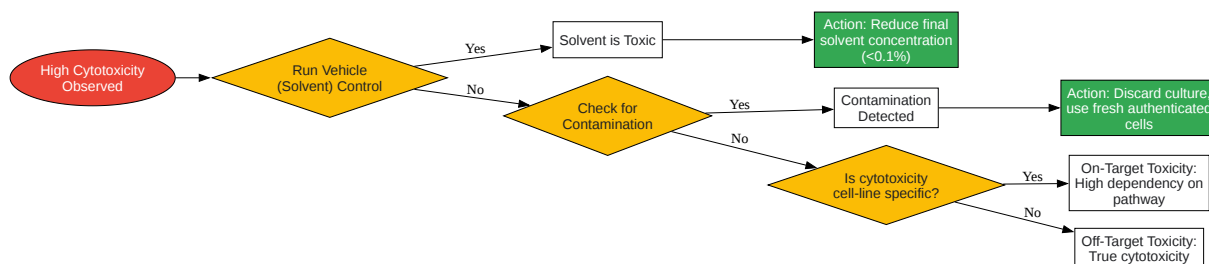 High Cytotoxicity
Observed
Run Vehicle
(Solvent) Control
Yes
Solvent is Toxic
Action: Reduce final
solvent concentration
(<0.1%)
No
Check for
Contamination
Yes
Contamination
Detected
Action: Discard culture,
use fresh authenticated
cells
No
Is cytotoxicity
cell-line specific?
Yes
On-Target Toxicity:
High dependency on
pathway
No
Off-Target Toxicity:
True cytotoxicity